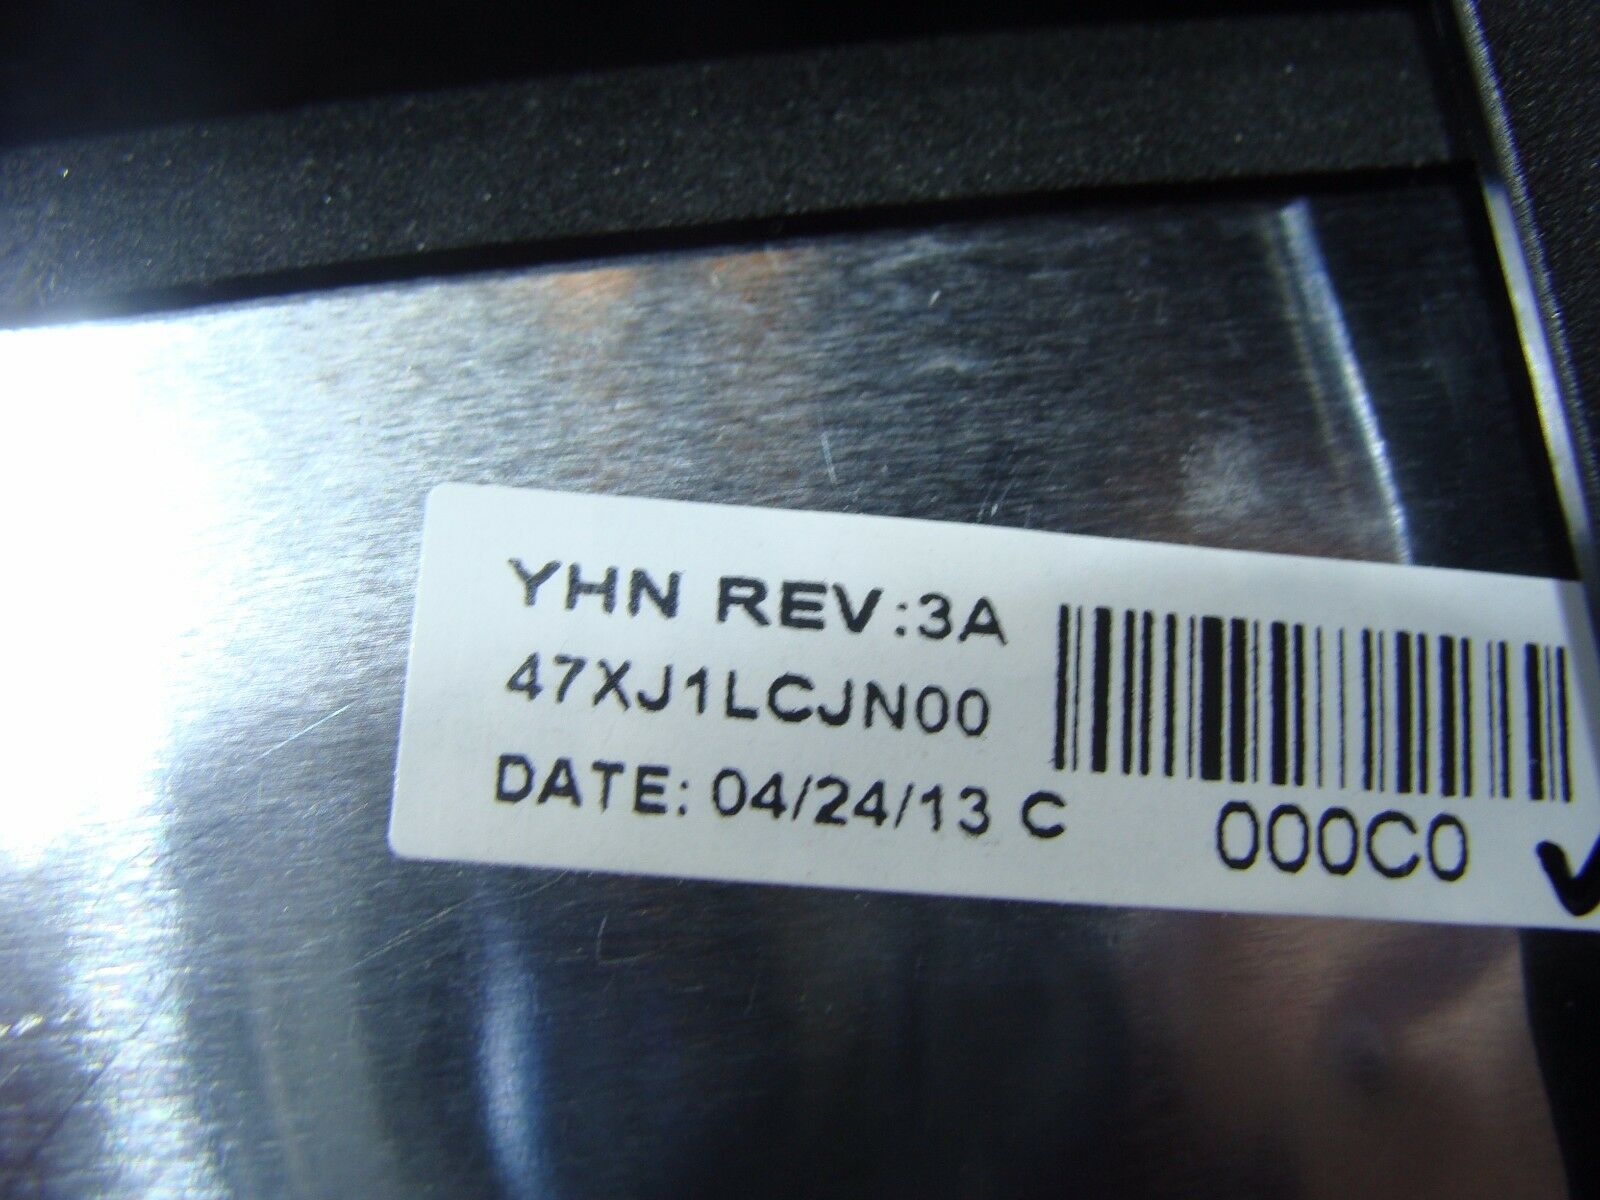 YHN REV:3A
47XJ1LCJN00
DATE: 04/24/13 C
000C0